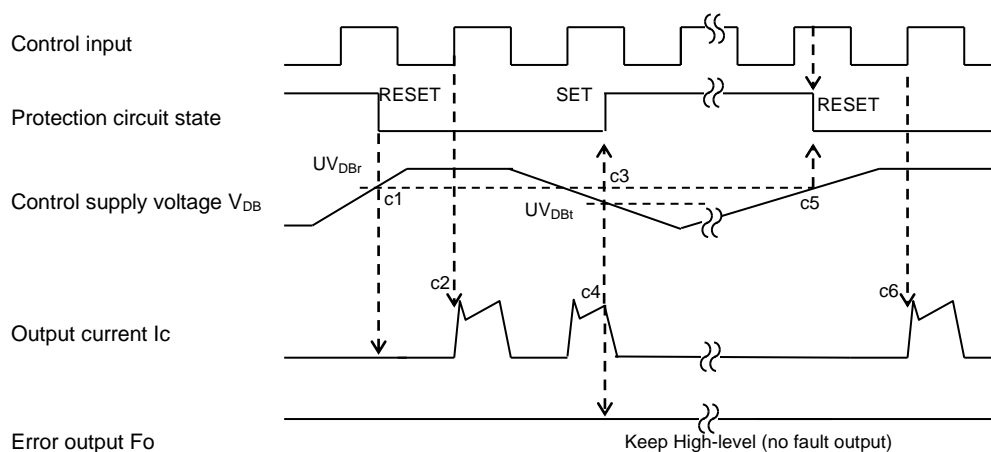 Control input
RESET
SET
RESET
Protection circuit state
UVDBr
c1
c3
c5
Control supply voltage VDB
UVDBt
c2
c4
c6
Output current Ic
Error output Fo
Keep High-level (no fault output)